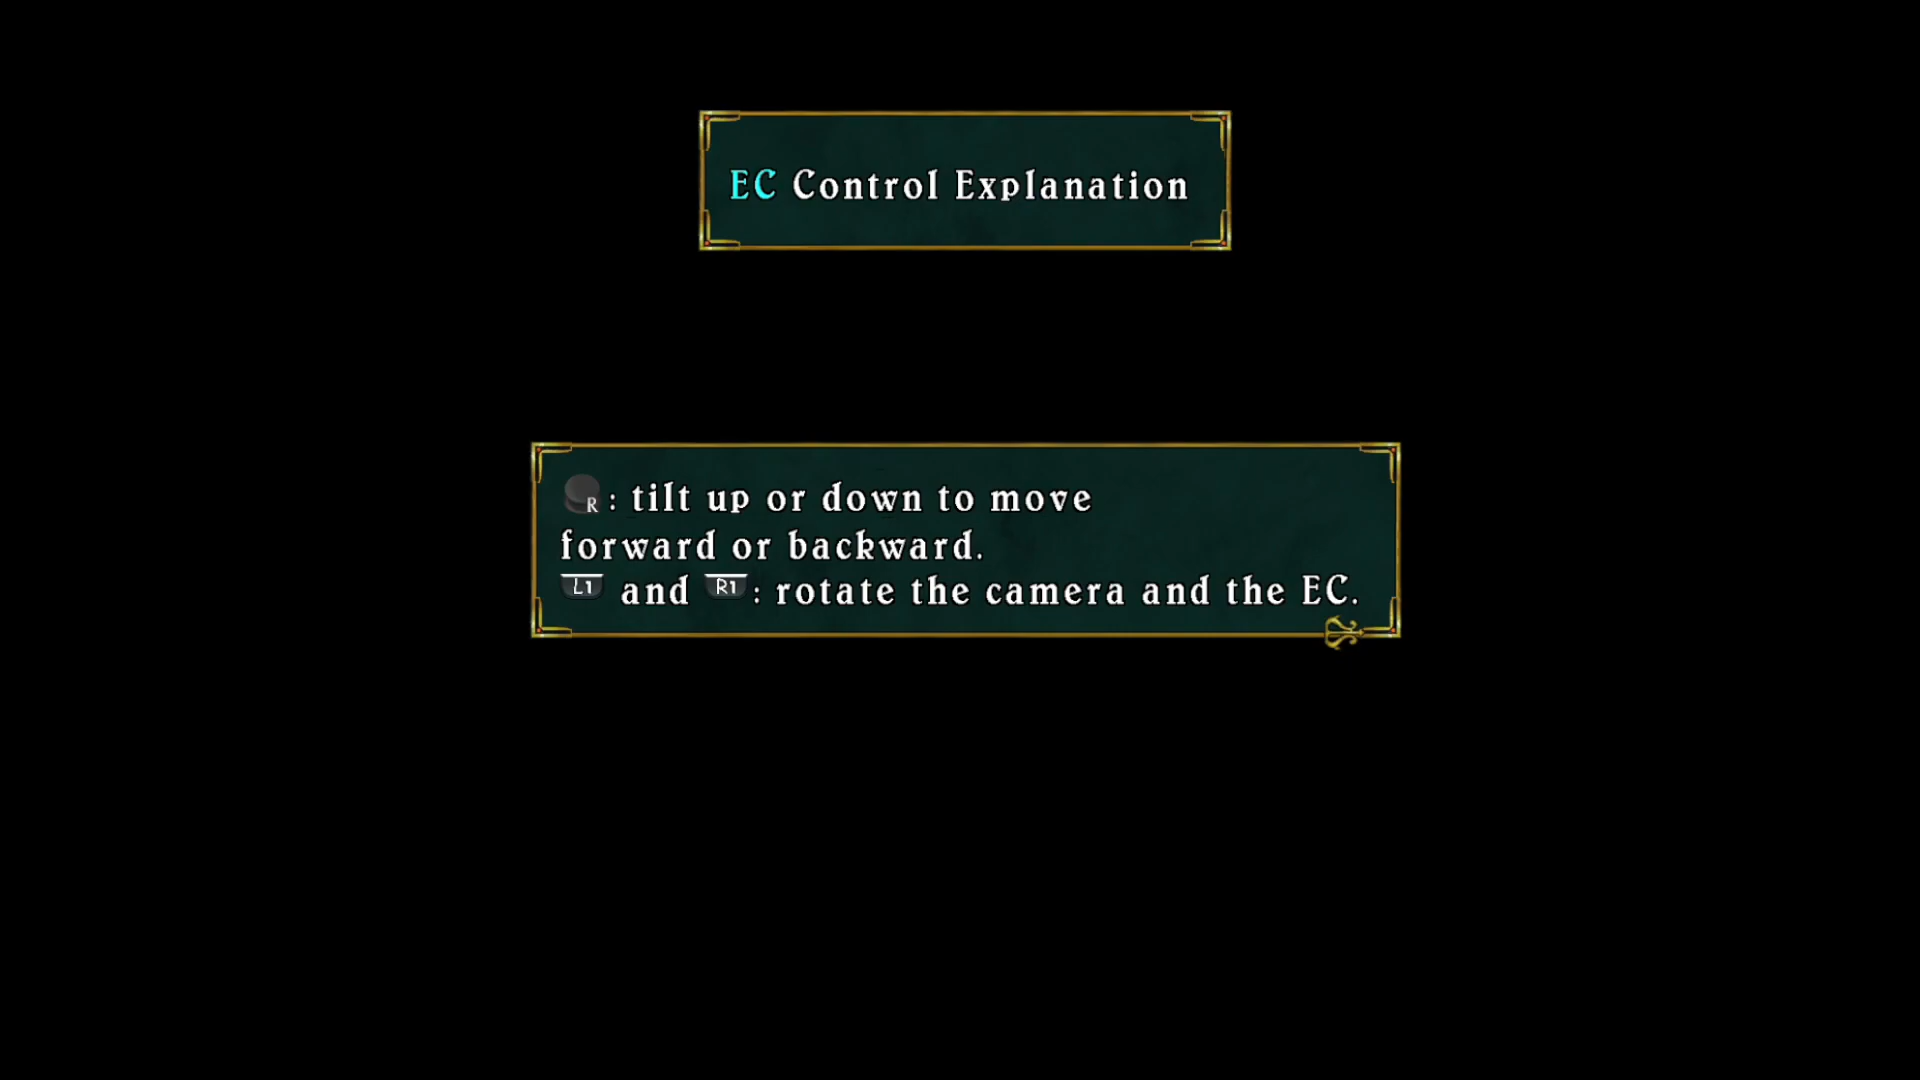 EC Control Explanation
R : tilt up or down to move
forward or backward.
L1 and R1 : rotate the camera and the EC.